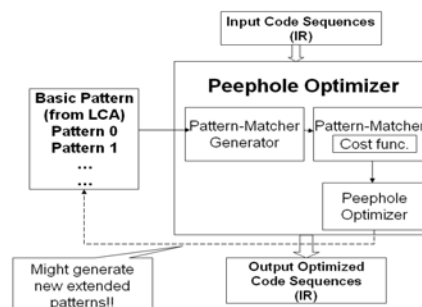 Input Code Sequences
(IR)
Peephole Optimizer
Basic Pattern
(from LCA)
Pattern 0
Pattern 1
...
...
Pattern-Matcher
Generator
Pattern-Matcher
Cost func.
Peephole
Optimizer
Might generate
new extended
patterns!!
Output Optimized
Code Sequences
(IR)